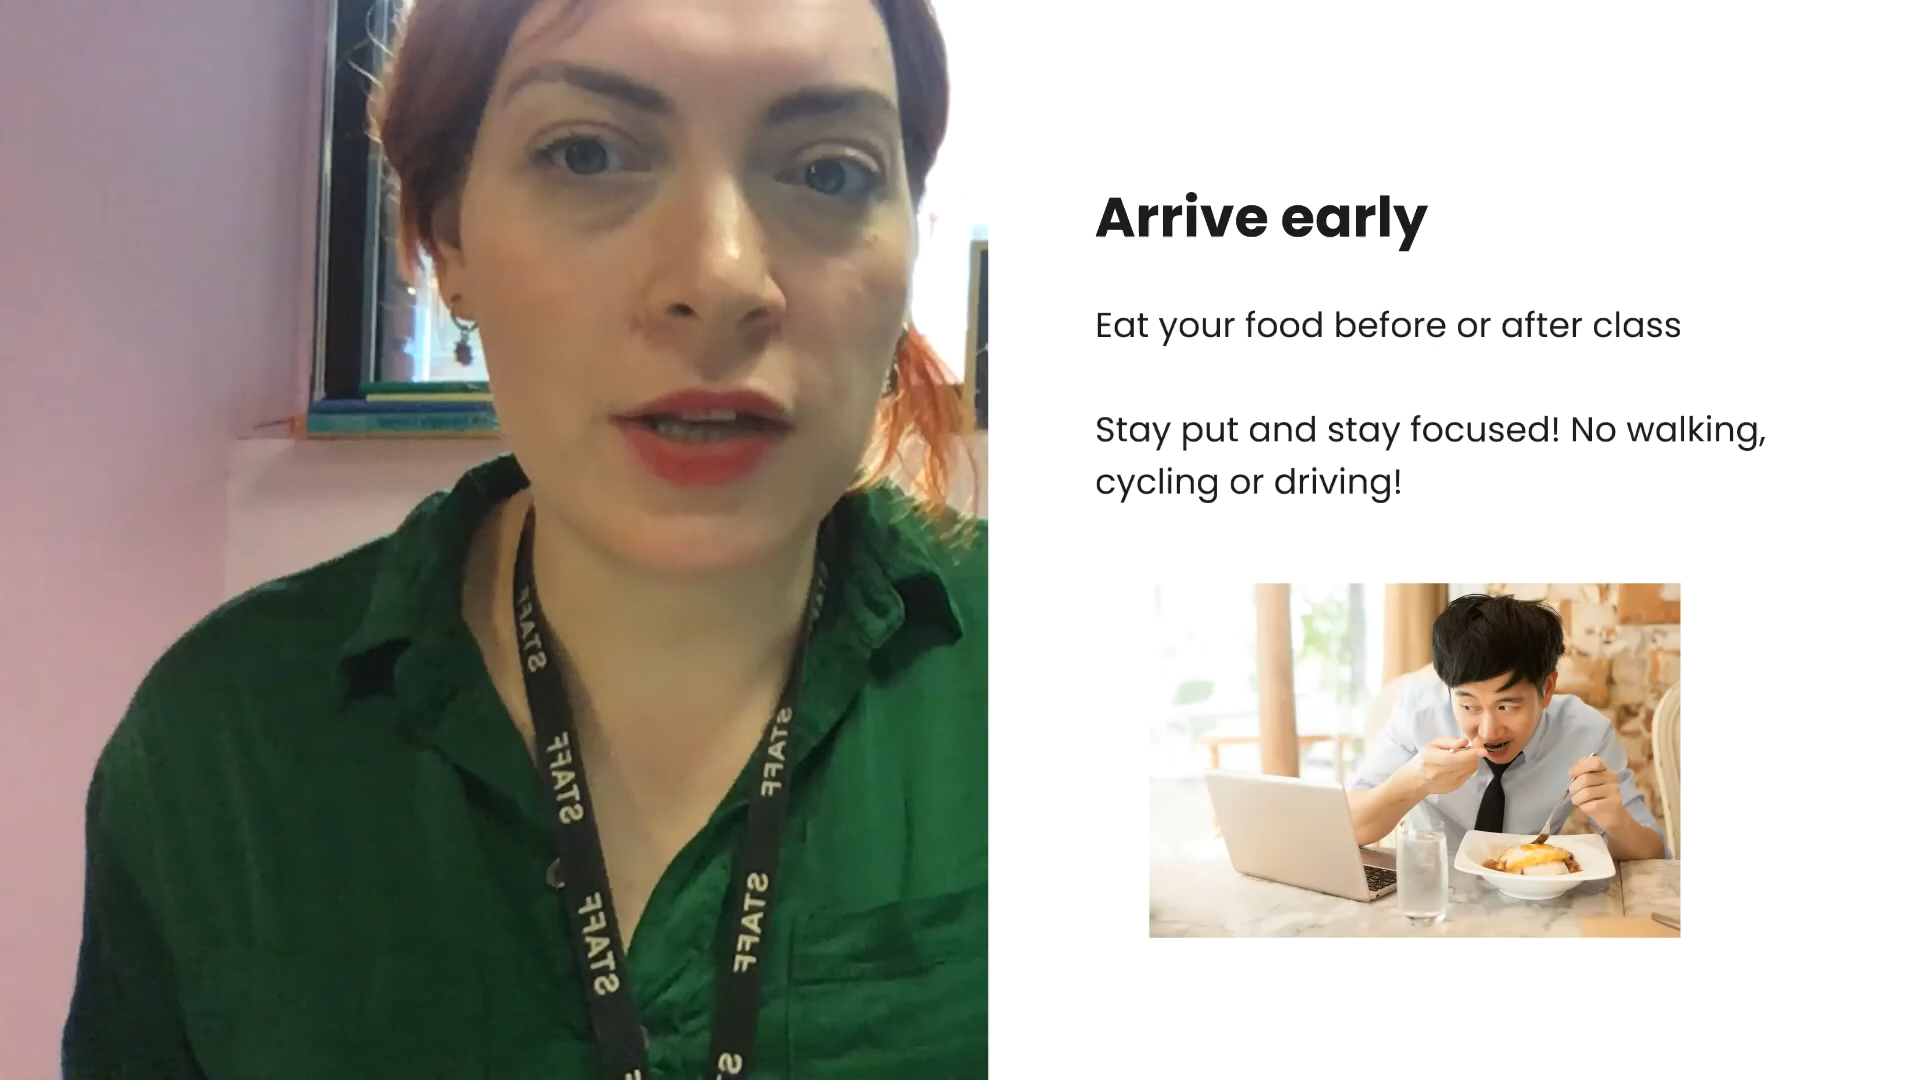 Arrive early
Eat your food before or after class
Stay put and stay focused! No walking,
cycling or driving!
STAFF
STAFF
STAFF
STAFF
STAFF